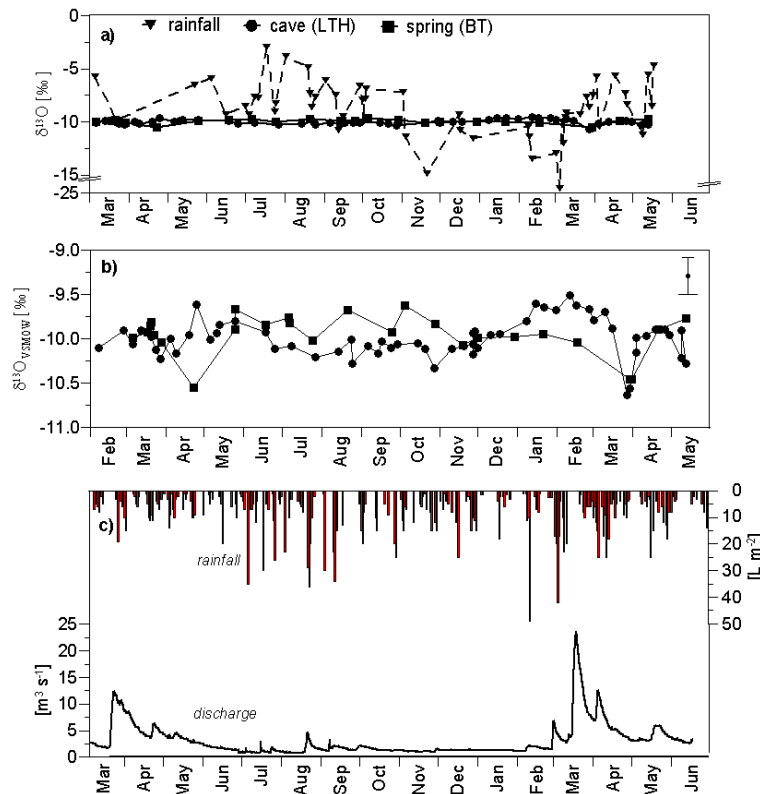 0
▼ rainfall ● cave (LTH) ■ spring (BT)
a)
-5
δ¹³O [‰]
-10
-15
-25
Mar Apr May Jun Jul Aug Sep Oct Nov Dec Jan Feb Mar Apr May Jun
-9.0
b)
-9.5
δ¹³O VSMOW [‰]
-10.0
-10.5
-11.0
Feb Mar Apr May Jun Jul Aug Sep Oct Nov Dec Jan Feb Mar Apr May
0
10
20
30
40
50
[L m⁻²]
c)
rainfall
25
20
15
10
5
0
[m³ s⁻¹]
discharge
Mar Apr May Jun Jul Aug Sep Oct Nov Dec Jan Feb Mar Apr May Jun